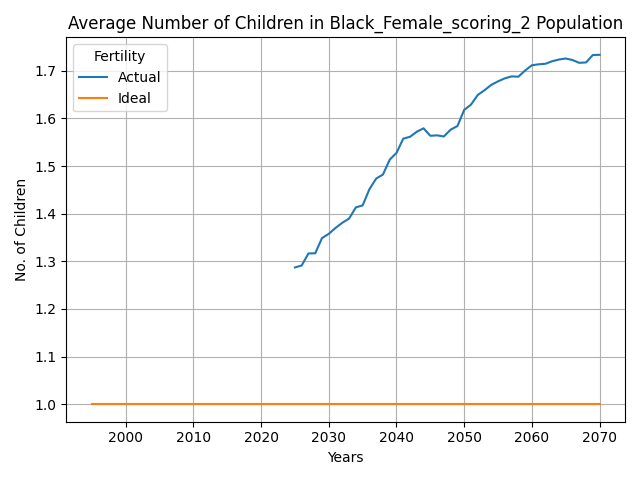 Average Number of Children in Black_Female_scoring_2 Population
Fertility
Actual
Ideal
No. of Children
1.7
1.6
1.5
1.4
1.3
1.2
1.1
1.0
2000 2010 2020 2030 2040 2050 2060 2070
Years